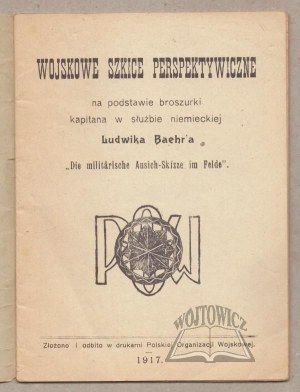 WOJSKOWE SZKICE PERSPEKTYWICZNE
na podstawie broszurki
kapitana w służbie niemieckiej
Ludwika Baehr'a
„Die militärische Ansich-Skizze im Felde".
POW
Złożono i odbito w drukarni Polskiej Organizacji Wojskowej.
1917.
WÓJTOWICZ